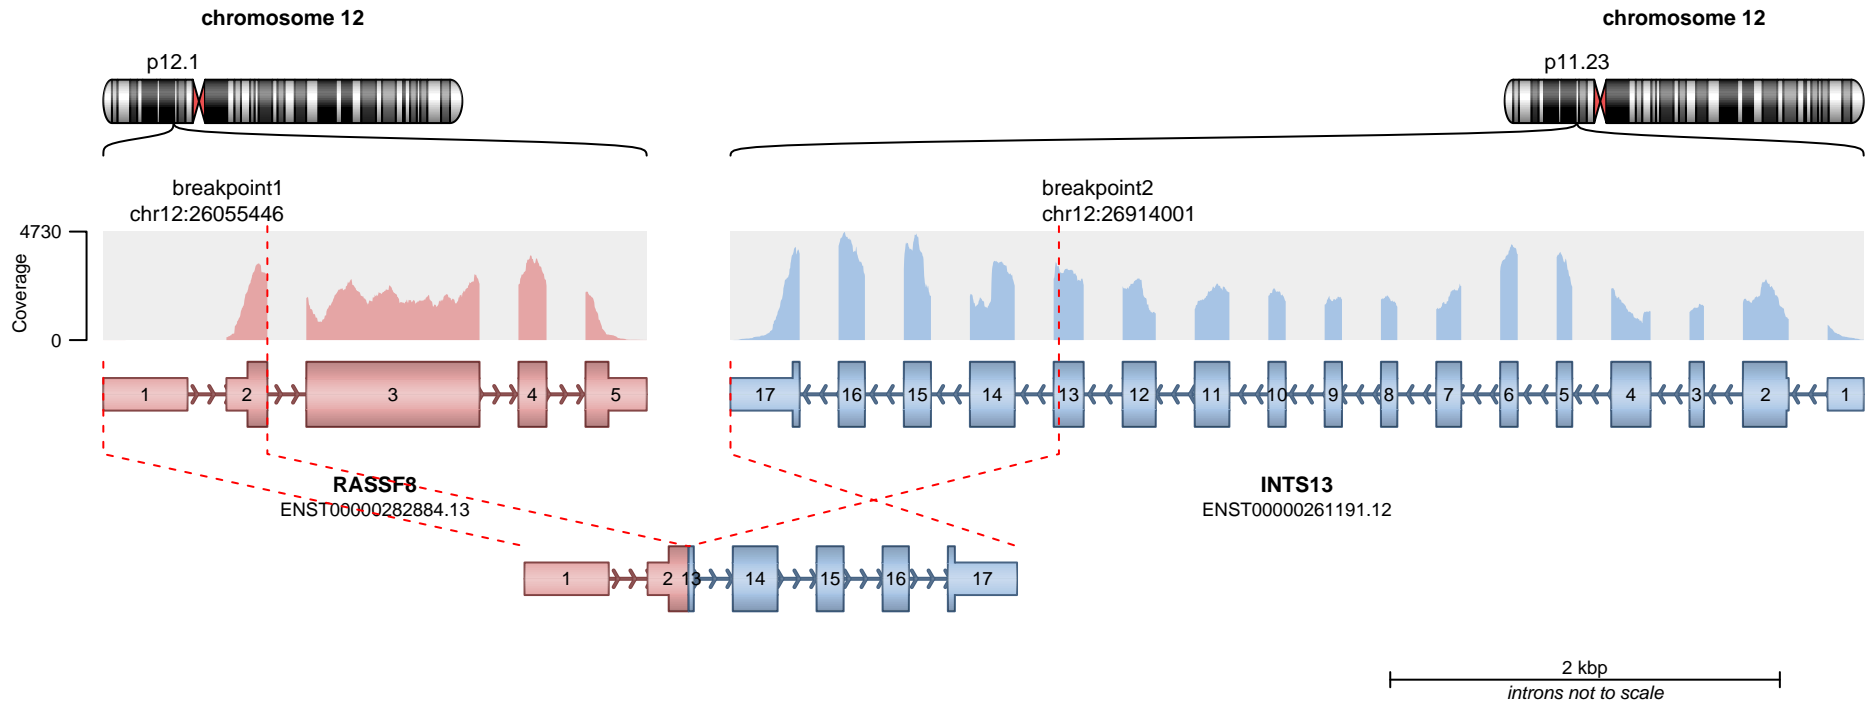 chromosome 12
chromosome 12
p12.1
p11.23
breakpoint1
chr12:26055446
breakpoint2
chr12:26914001
4730
0
Coverage
1 2 3 4 5
17 16 15 14 13 12 11 10 9 8 7 6 5 4 3 2 1
RASSF8
ENST00000282884.13
INTS13
ENST00000261191.12
1 2 13 14 15 16 17
2 kbp
introns not to scale